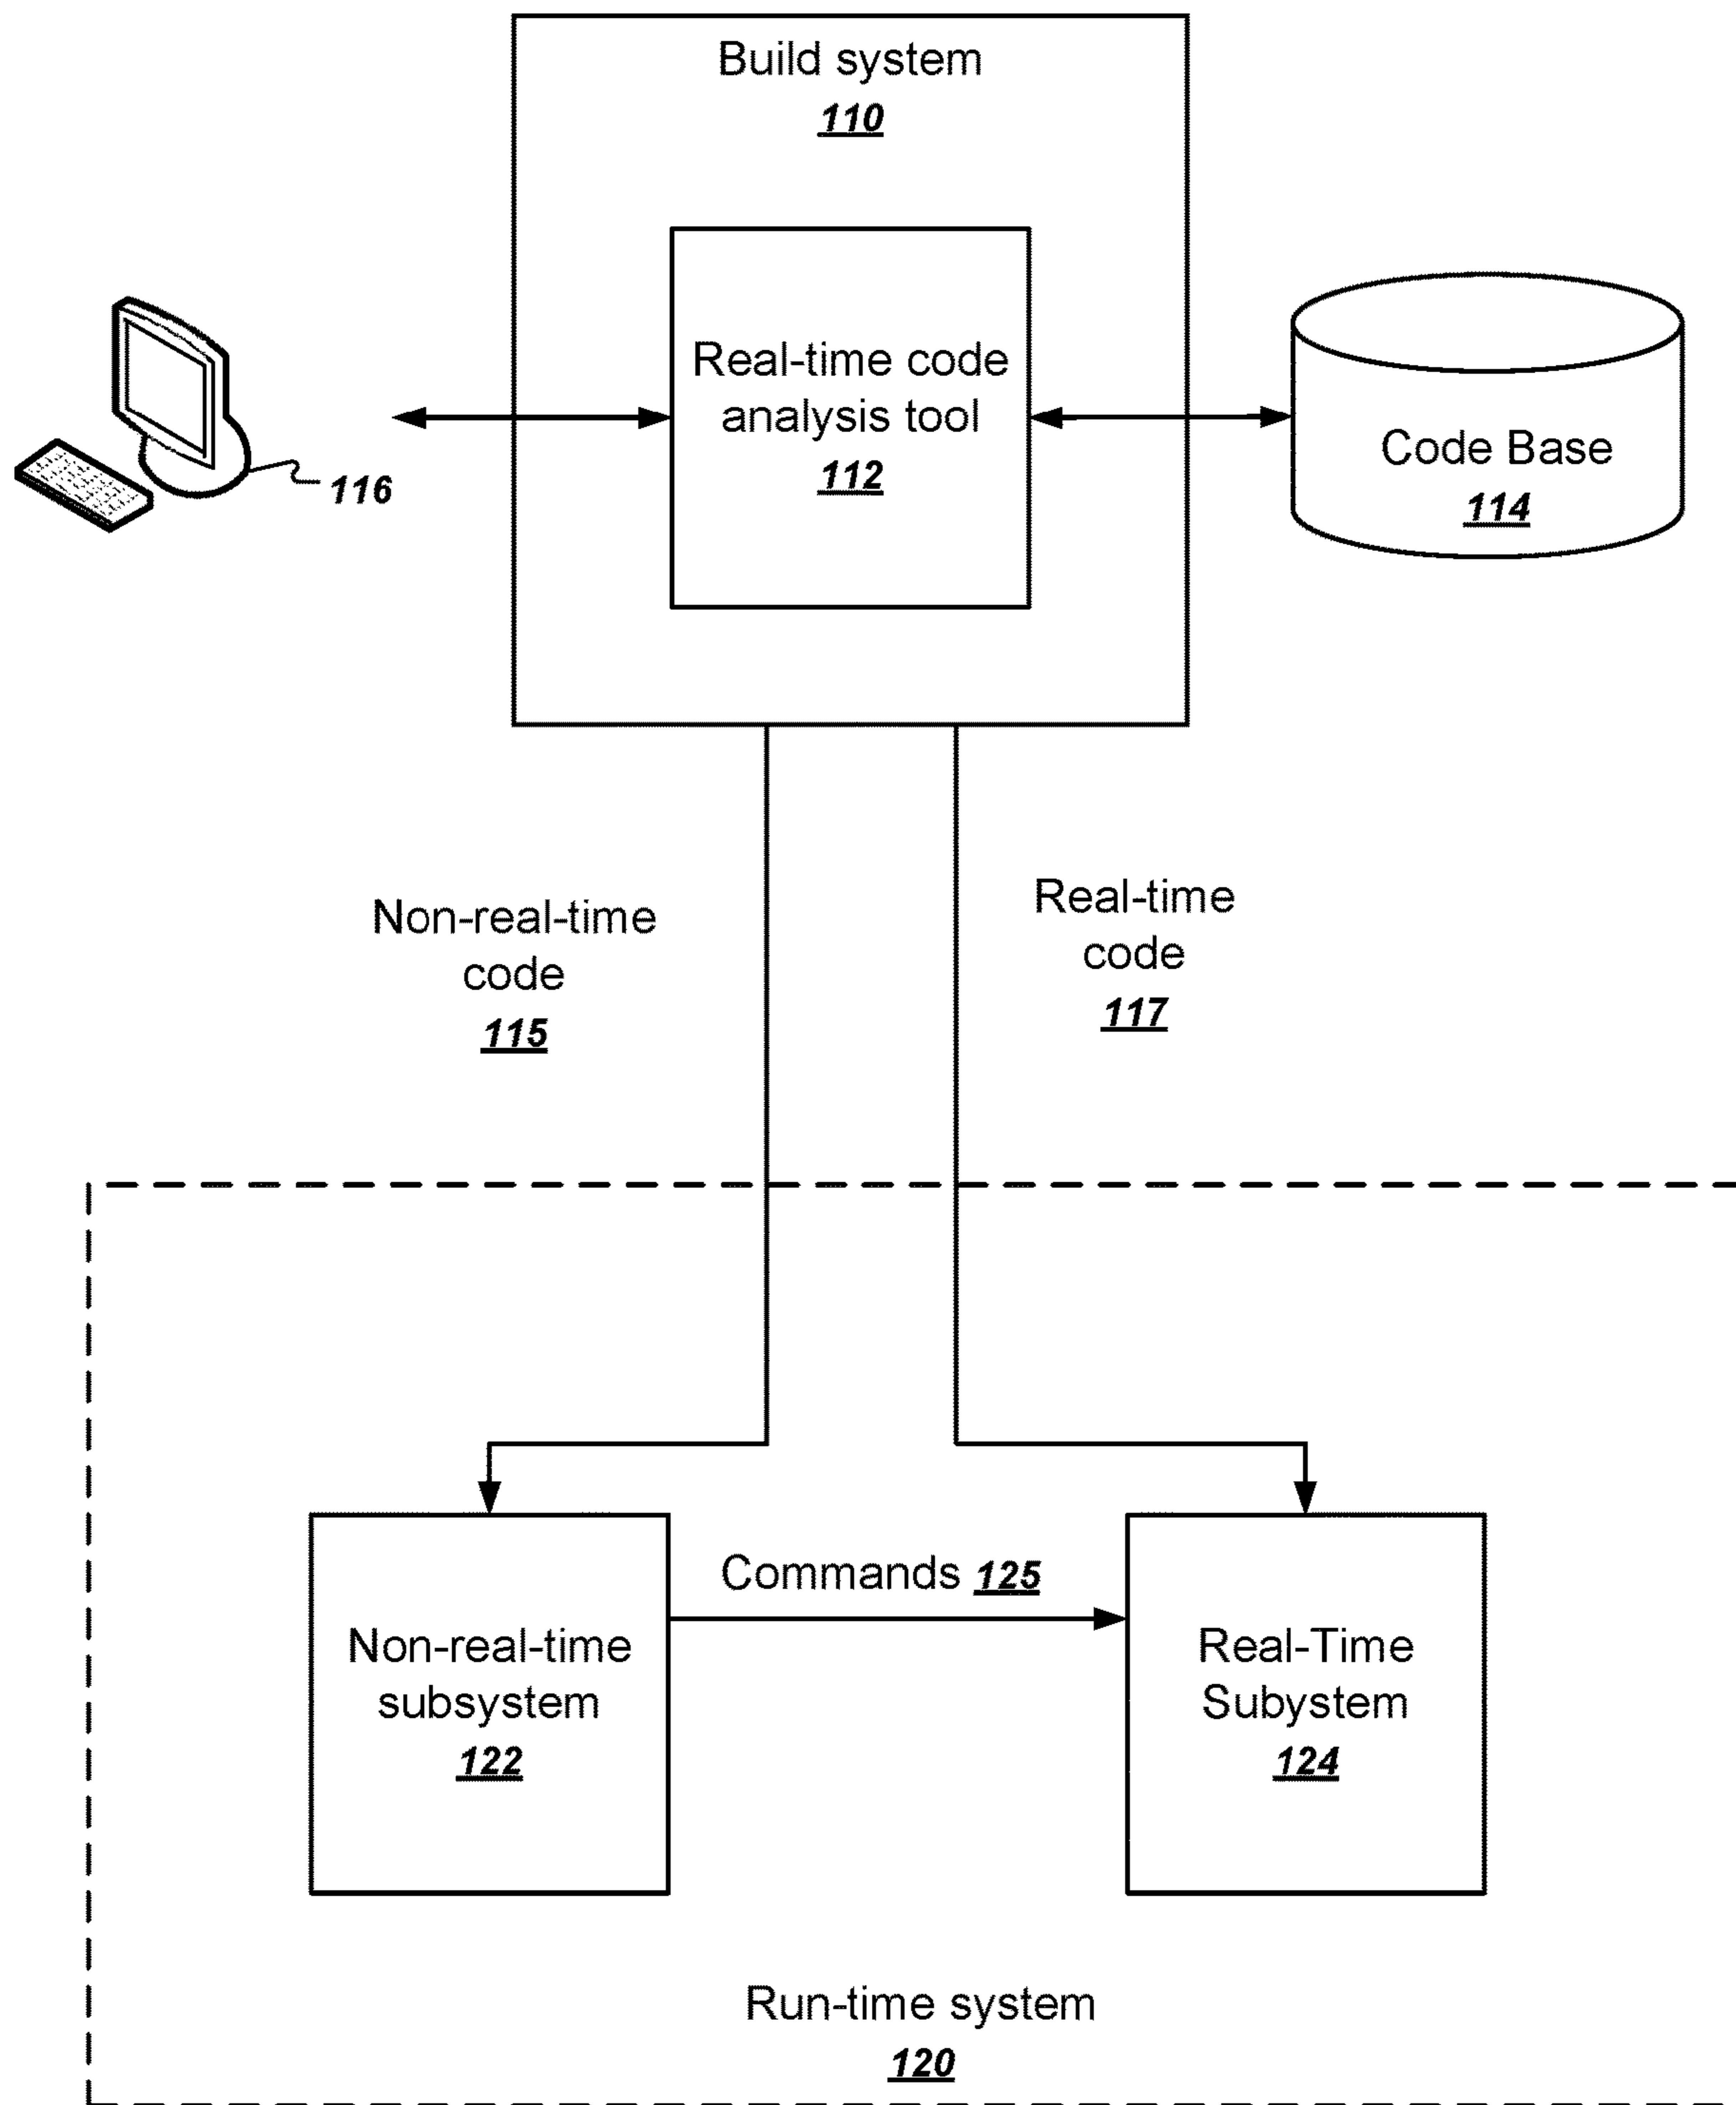 Build system
110
Real-time code
analysis tool
112
Code Base
114
116
Non-real-time
code
115
Real-time
code
117
Commands 125
Non-real-time
subsystem
122
Real-Time
Subystem
124
Run-time system
120